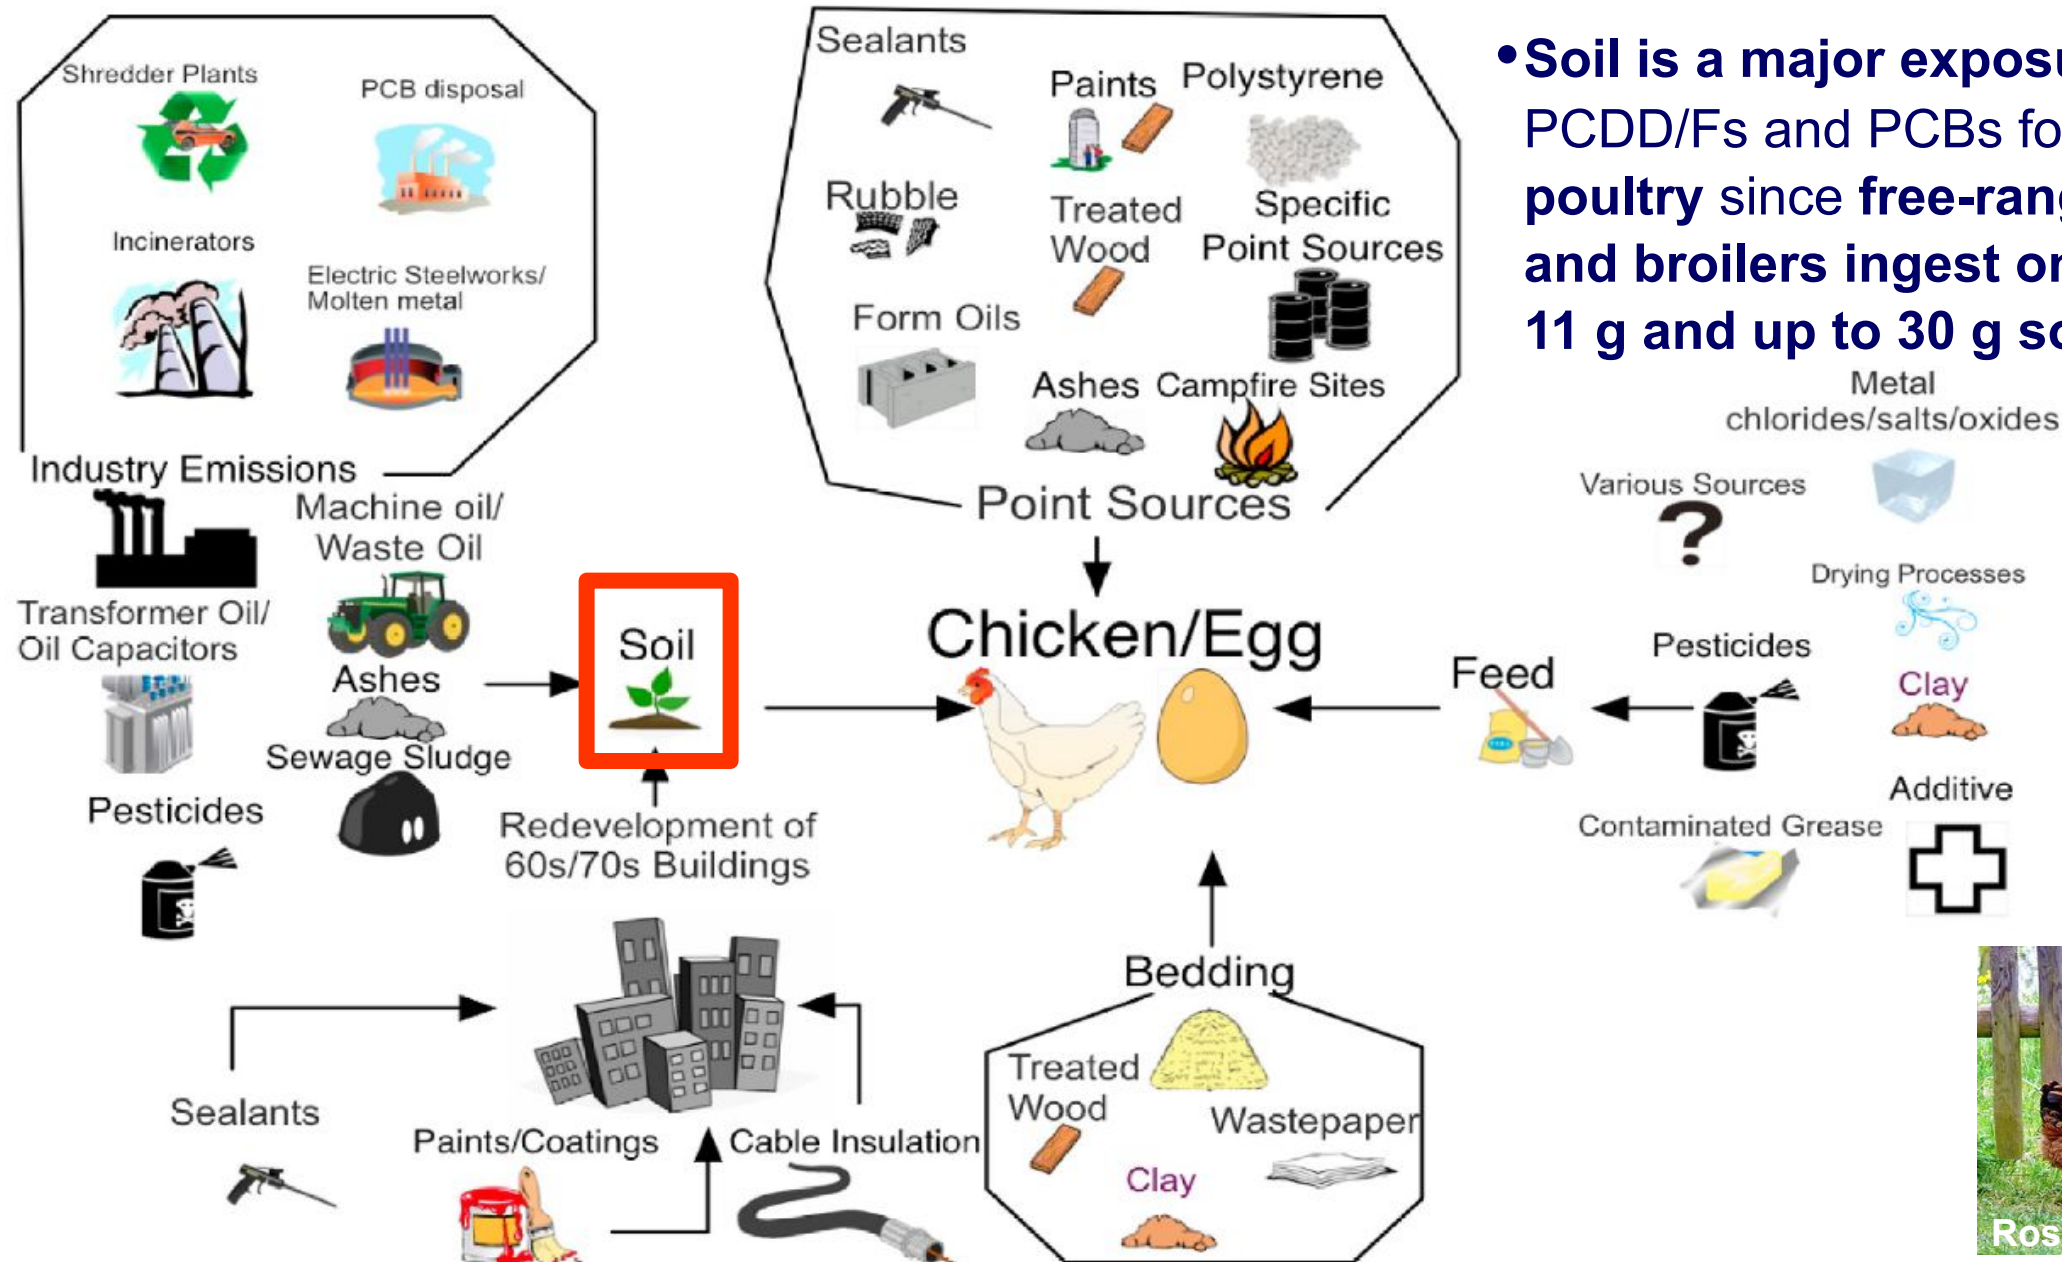 Shredder Plants
PCB disposal
Incinerators
Electric Steelworks/
Molten metal
Industry Emissions
Machine oil/
Waste Oil
Transformer Oil/
Oil Capacitors
Ashes
Sewage Sludge
Pesticides
Soil
Redevelopment of
60s/70s Buildings
Sealants
Paints/Coatings
Cable Insulation
Sealants
Paints
Polystyrene
Rubble
Treated
Wood
Specific
Point Sources
Form Oils
Ashes
Campfire Sites
Point Sources
Chicken/Egg
Bedding
Treated
Wood
Wastepaper
Clay
Feed
•Soil is a major
PCDD/Fs and PCBs
poultry since
and broilers ingest
11 g and up to 30 g
Metal
chlorides/salts/oxides
Various Sources
Drying Processes
Pesticides
Clay
Additive
Contaminated Grease